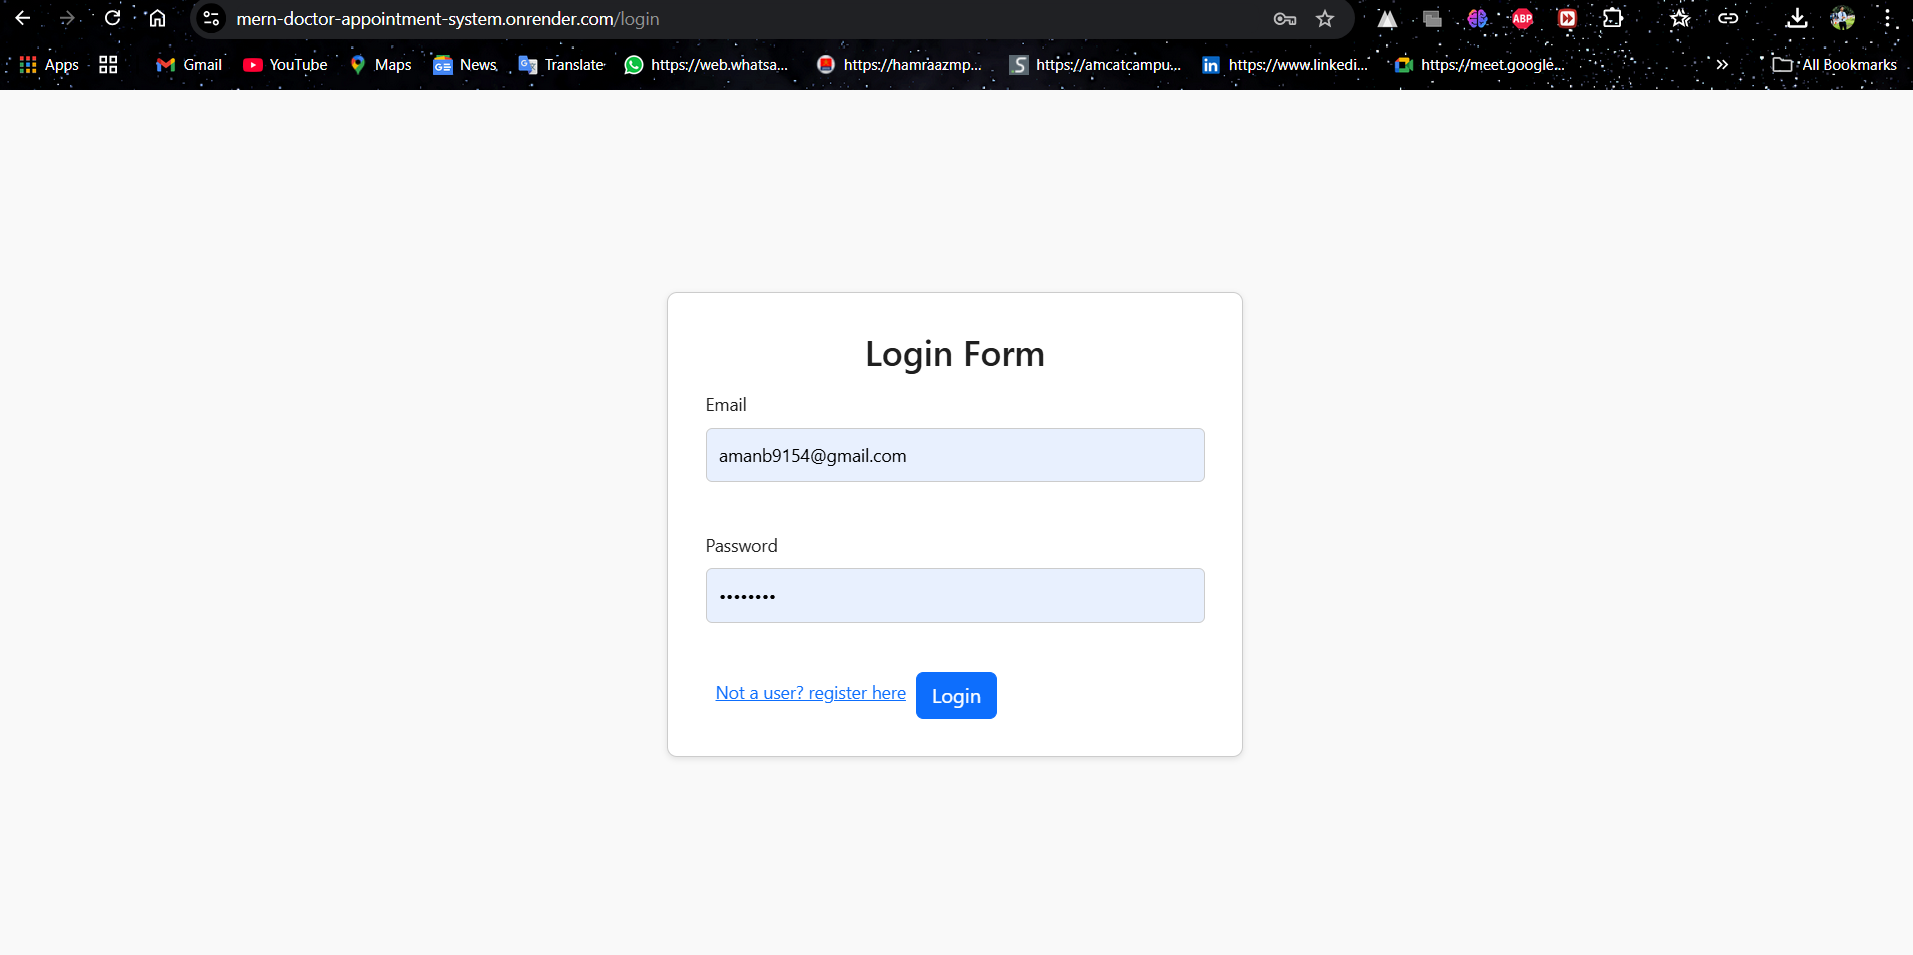 mern-doctor-appointment-system.onrender.com/login
ABP
Apps Gmail YouTube Maps News Translate https://web.whatsa... https://hamraazmp... https://amcatcampu... https://www.linkedi... https://meet.google... » All Bookmarks
Login Form
Email
amanb9154@gmail.com
Password
••••••••
Not a user? register here Login